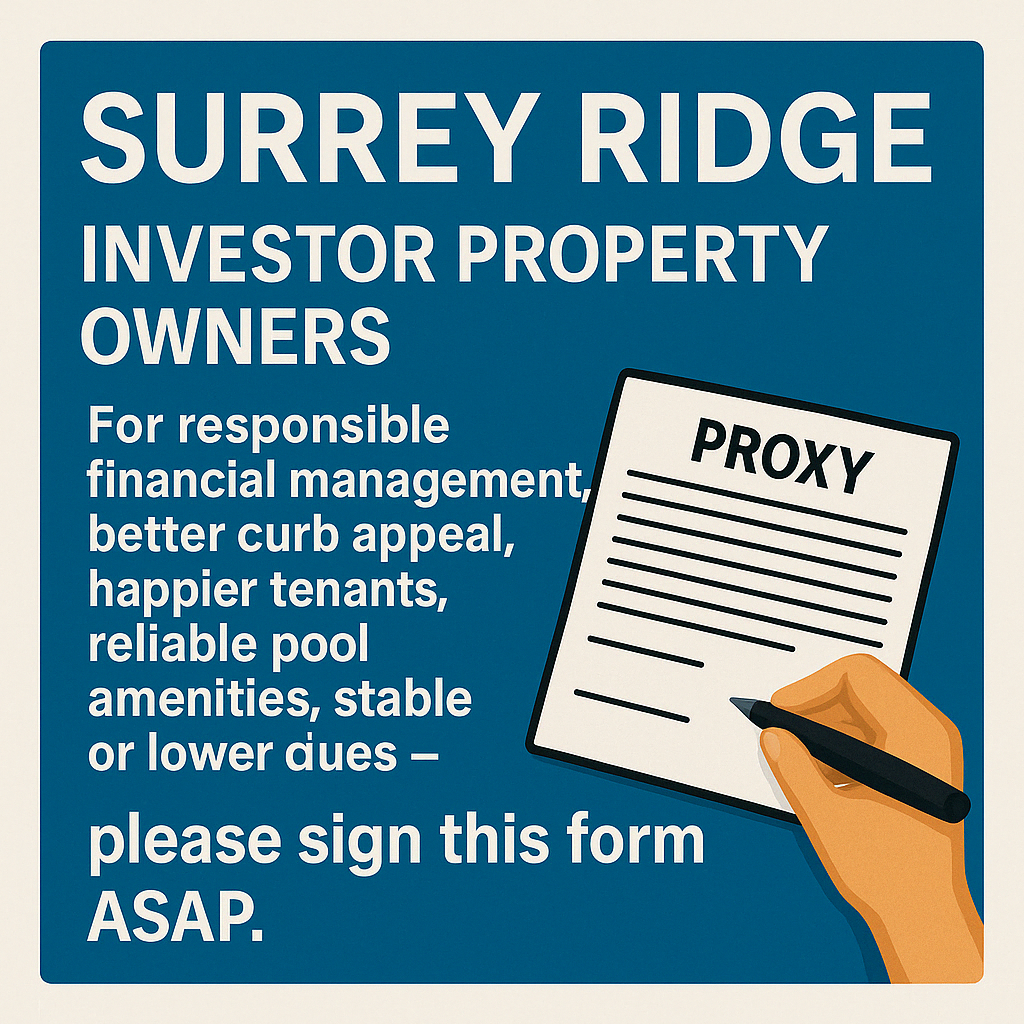 SURREY RIDGE
INVESTOR PROPERTY
OWNERS
For responsible
financial management,
better curb appeal,
happier tenants,
reliable pool
amenities, stable
or lower dues –
please sign this form
ASAP.
PROXY